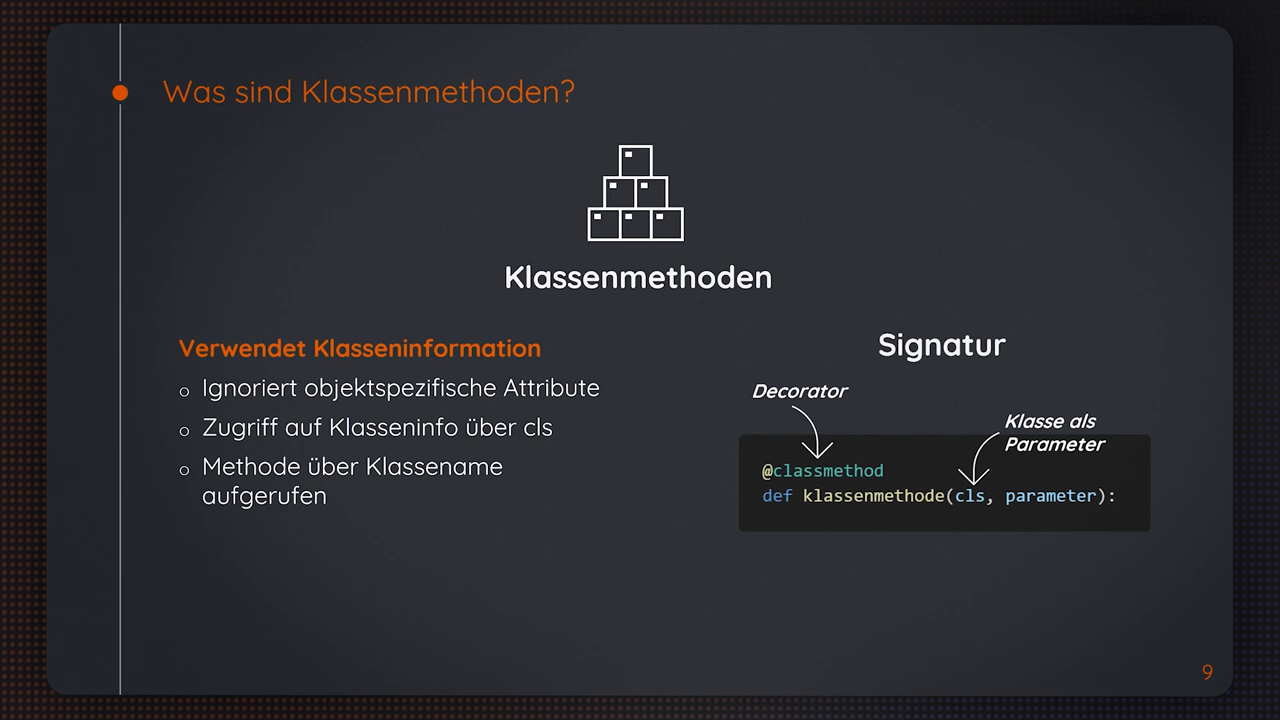 Was sind Klassenmethoden?
Klassenmethoden
Verwendet Klasseninformation
o Ignoriert objektspezifische Attribute
o Zugriff auf Klasseninfo über cls
o Methode über Klassename
aufgerufen
Signatur
Decorator
Klasse als
Parameter
@classmethod
def klassenmethode(cls, parameter):
9